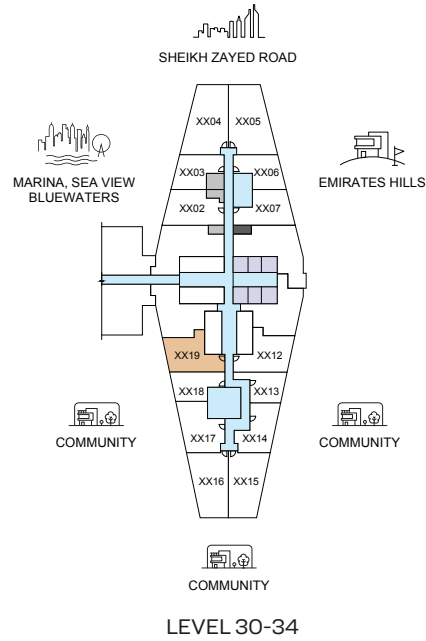 SHEIKH ZAYED ROAD
XX04
XX05
MARINA, SEA VIEW
BLUEWATERS
XX03
XX06
EMIRATES HILLS
XX02
XX07
XX19
XX12
XX18
XX13
COMMUNITY
COMMUNITY
XX17
XX14
XX16
XX15
COMMUNITY
LEVEL 30-34